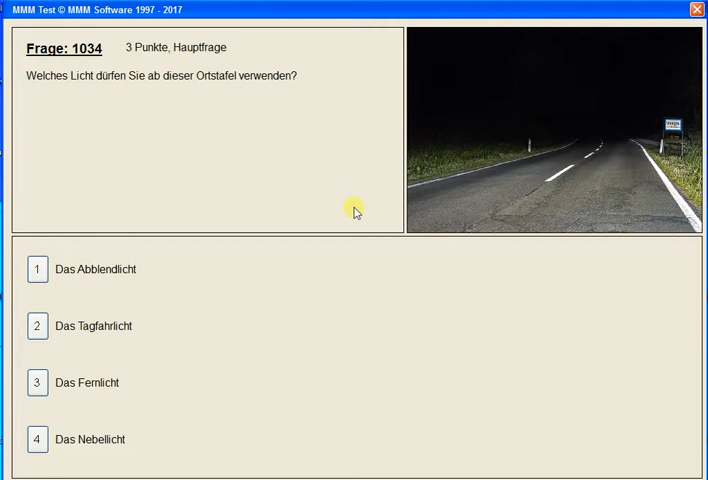 MMM Test © MMM Software 1997 - 2017
Frage: 1034 3 Punkte, Hauptfrage
Welches Licht dürfen Sie ab dieser Ortstafel verwenden?
1 Das Abblendlicht
2 Das Tagfahrlicht
3 Das Fernlicht
4 Das Nebellicht